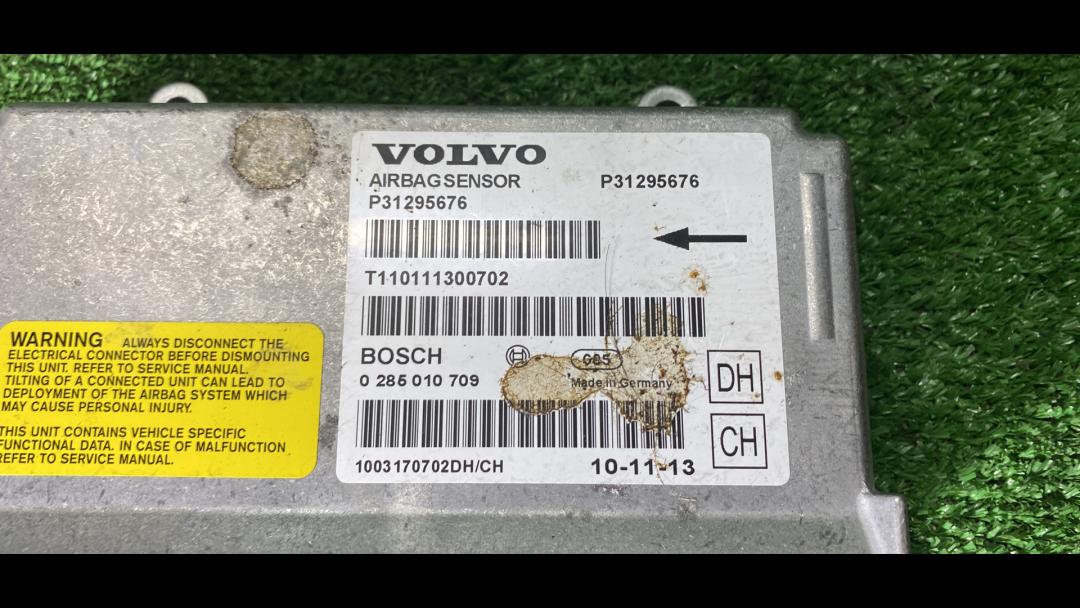 VOLVO
AIRBAG SENSOR P31295676
P31295676
T110111300702
BOSCH
0 285 010 709
Made in Germany
DH
CH
1003170702DH/CH 10-11-13
WARNING ALWAYS DISCONNECT THE
ELECTRICAL CONNECTOR BEFORE DISMOUNTING
THIS UNIT. REFER TO SERVICE MANUAL.
TILTING OF A CONNECTED UNIT CAN LEAD TO
DEPLOYMENT OF THE AIRBAG SYSTEM WHICH
MAY CAUSE PERSONAL INJURY.
THIS UNIT CONTAINS VEHICLE SPECIFIC
FUNCTIONAL DATA. IN CASE OF MALFUNCTION
REFER TO SERVICE MANUAL.